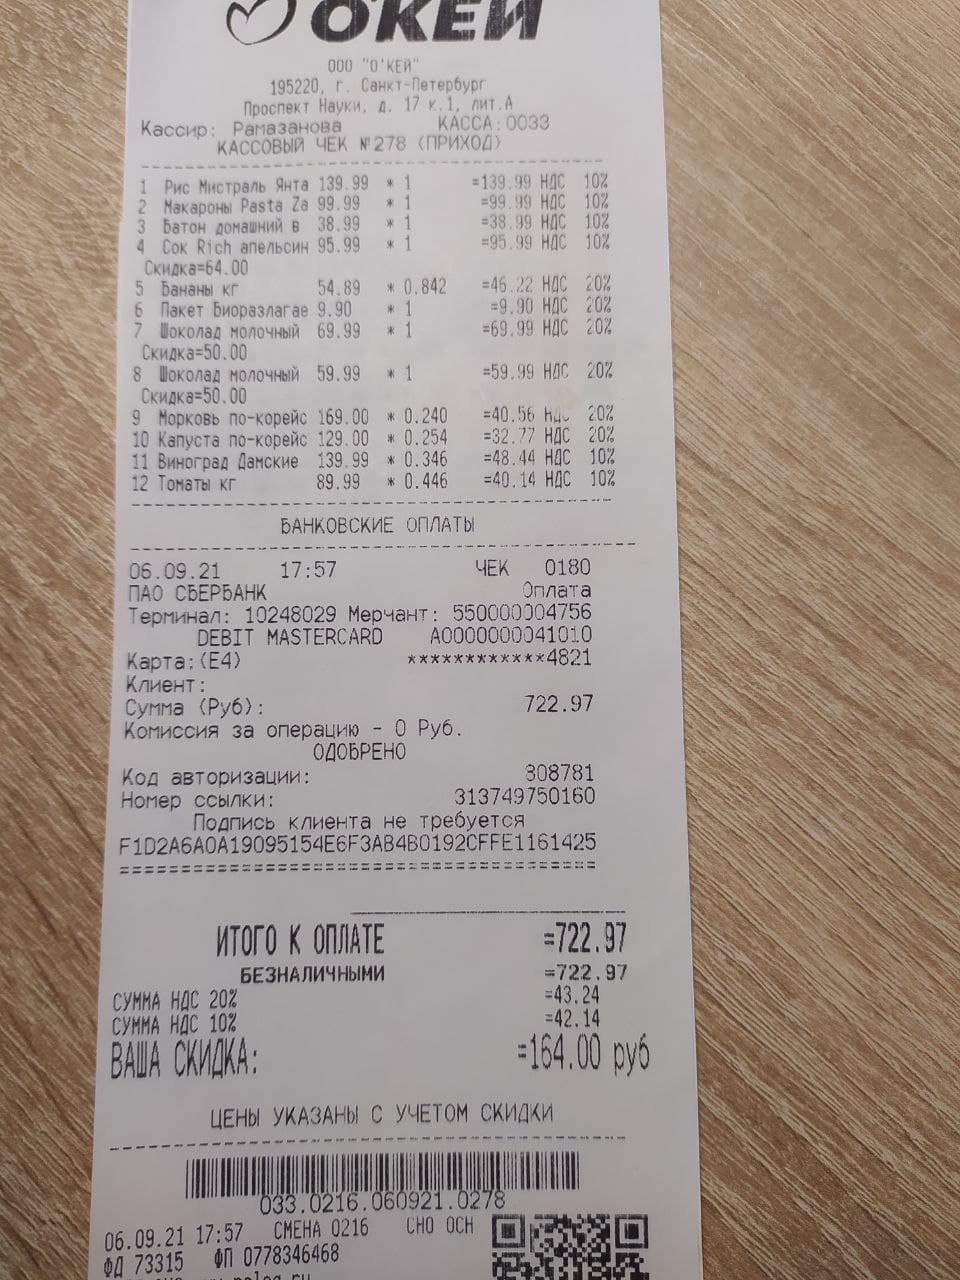 О'КЕЙ
ООО "О'КЕЙ"
195220, г. Санкт-Петербург
Проспект Науки, д. 17 к.1, лит.А
Кассир: Рамазанова КАССА:0033
КАССОВЫЙ ЧЕК №278 (ПРИХОД)
1 Рис Мистраль Янта 139.99 * 1 =139.99 НДС 10%
2 Макароны Pasta Za 99.99 * 1 =99.99 НДС 10%
3 Батон домашний в 38.99 * 1 =38.99 НДС 10%
4 Сок Rich апельсин 95.99 * 1 =95.99 НДС 10%
Скидка=64.00
5 Бананы кг 54.89 * 0.842 =46.22 НДС 20%
6 Пакет Биоразлагае 9.90 * 1 =9.90 НДС 20%
7 Шоколад молочный 69.99 * 1 =69.99 НДС 20%
Скидка=50.00
8 Шоколад молочный 59.99 * 1 =59.99 НДС 20%
Скидка=50.00
9 Морковь по-корейс 169.00 * 0.240 =40.56 НДС 20%
10 Капуста по-корейс 129.00 * 0.254 =32.77 НДС 20%
11 Виноград Дамские 139.99 * 0.346 =48.44 НДС 10%
12 Томаты кг 89.99 * 0.446 =40.14 НДС 10%
БАНКОВСКИЕ ОПЛАТЫ
06.09.21 17:57 ЧЕК 0180
ПАО СБЕРБАНК Оплата
Терминал: 10248029 Мерчант: 550000004756
DEBIT MASTERCARD A0000000041010
Карта:(E4) ************4821
Клиент:
Сумма (Руб): 722.97
Комиссия за операцию - 0 Руб.
ОДОБРЕНО
Код авторизации: 308781
Номер ссылки: 313749750160
Подпись клиента не требуется
F1D2A6A0A19095154E6F3AB4B0192CFFE1161425
ИТОГО К ОПЛАТЕ =722.97
БЕЗНАЛИЧНЫМИ =722.97
СУММА НДС 20% =43.24
СУММА НДС 10% =42.14
ВАША СКИДКА: =164.00 руб
ЦЕНЫ УКАЗАНЫ С УЧЕТОМ СКИДКИ
033.0216.060921.0278
06.09.21 17:57 СМЕНА 0216 СНО ОСН
ФД 73315 ФП 0778346468